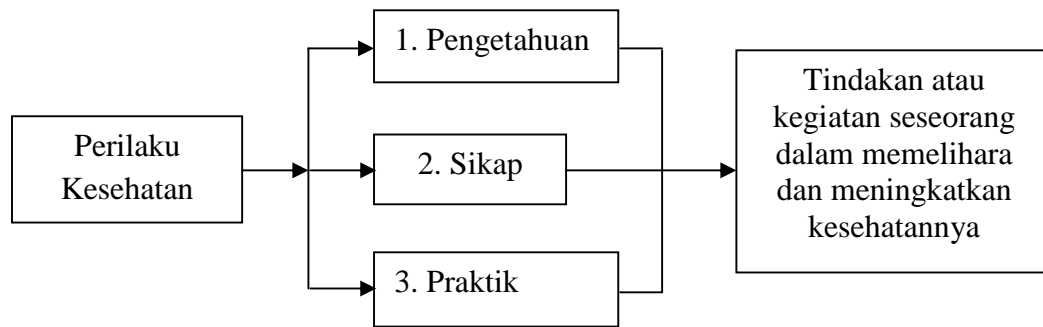 Perilaku
Kesehatan
1. Pengetahuan
2. Sikap
3. Praktik
Tindakan atau
kegiatan seseorang
dalam memelihara
dan meningkatkan
kesehatannya